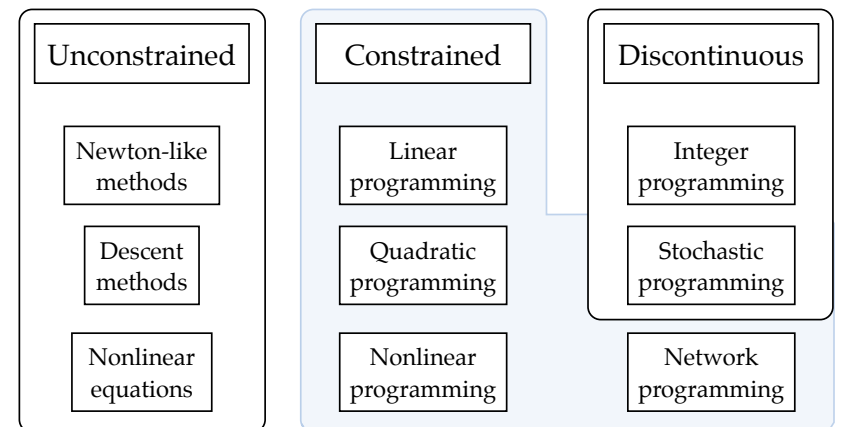 Unconstrained
Constrained
Discontinuous
Newton-like
methods
Linear
programming
Integer
programming
Descent
methods
Quadratic
programming
Stochastic
programming
Nonlinear
equations
Nonlinear
programming
Network
programming